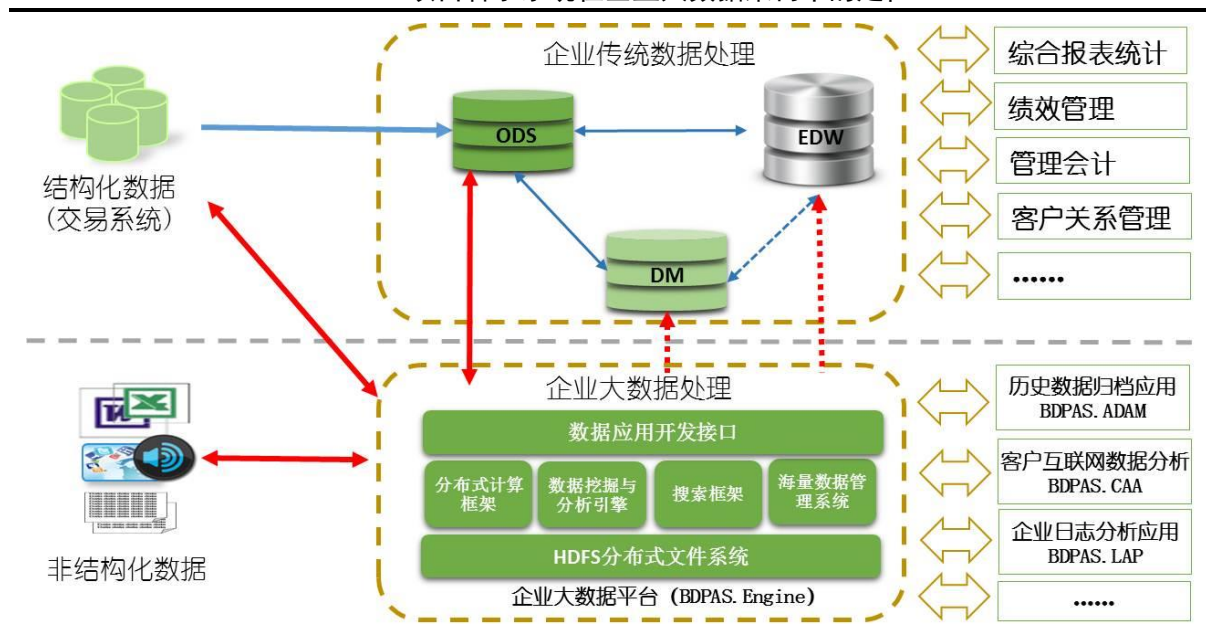 企业传统数据处理
ODS
EDW
DM
结构化数据
（交易系统）
综合报表统计
绩效管理
管理会计
客户关系管理
......
企业大数据处理
数据应用开发接口
分布式计算
框架
数据挖掘与
分析引擎
搜索框架
海量数据管
理系统
HDFS分布式文件系统
企业大数据平台（BDPAS.Engine）
非结构化数据
历史数据归档应用
BDPAS.ADAM
客户互联网数据分析
BDPAS.CAA
企业日志分析应用
BDPAS.LAP
......